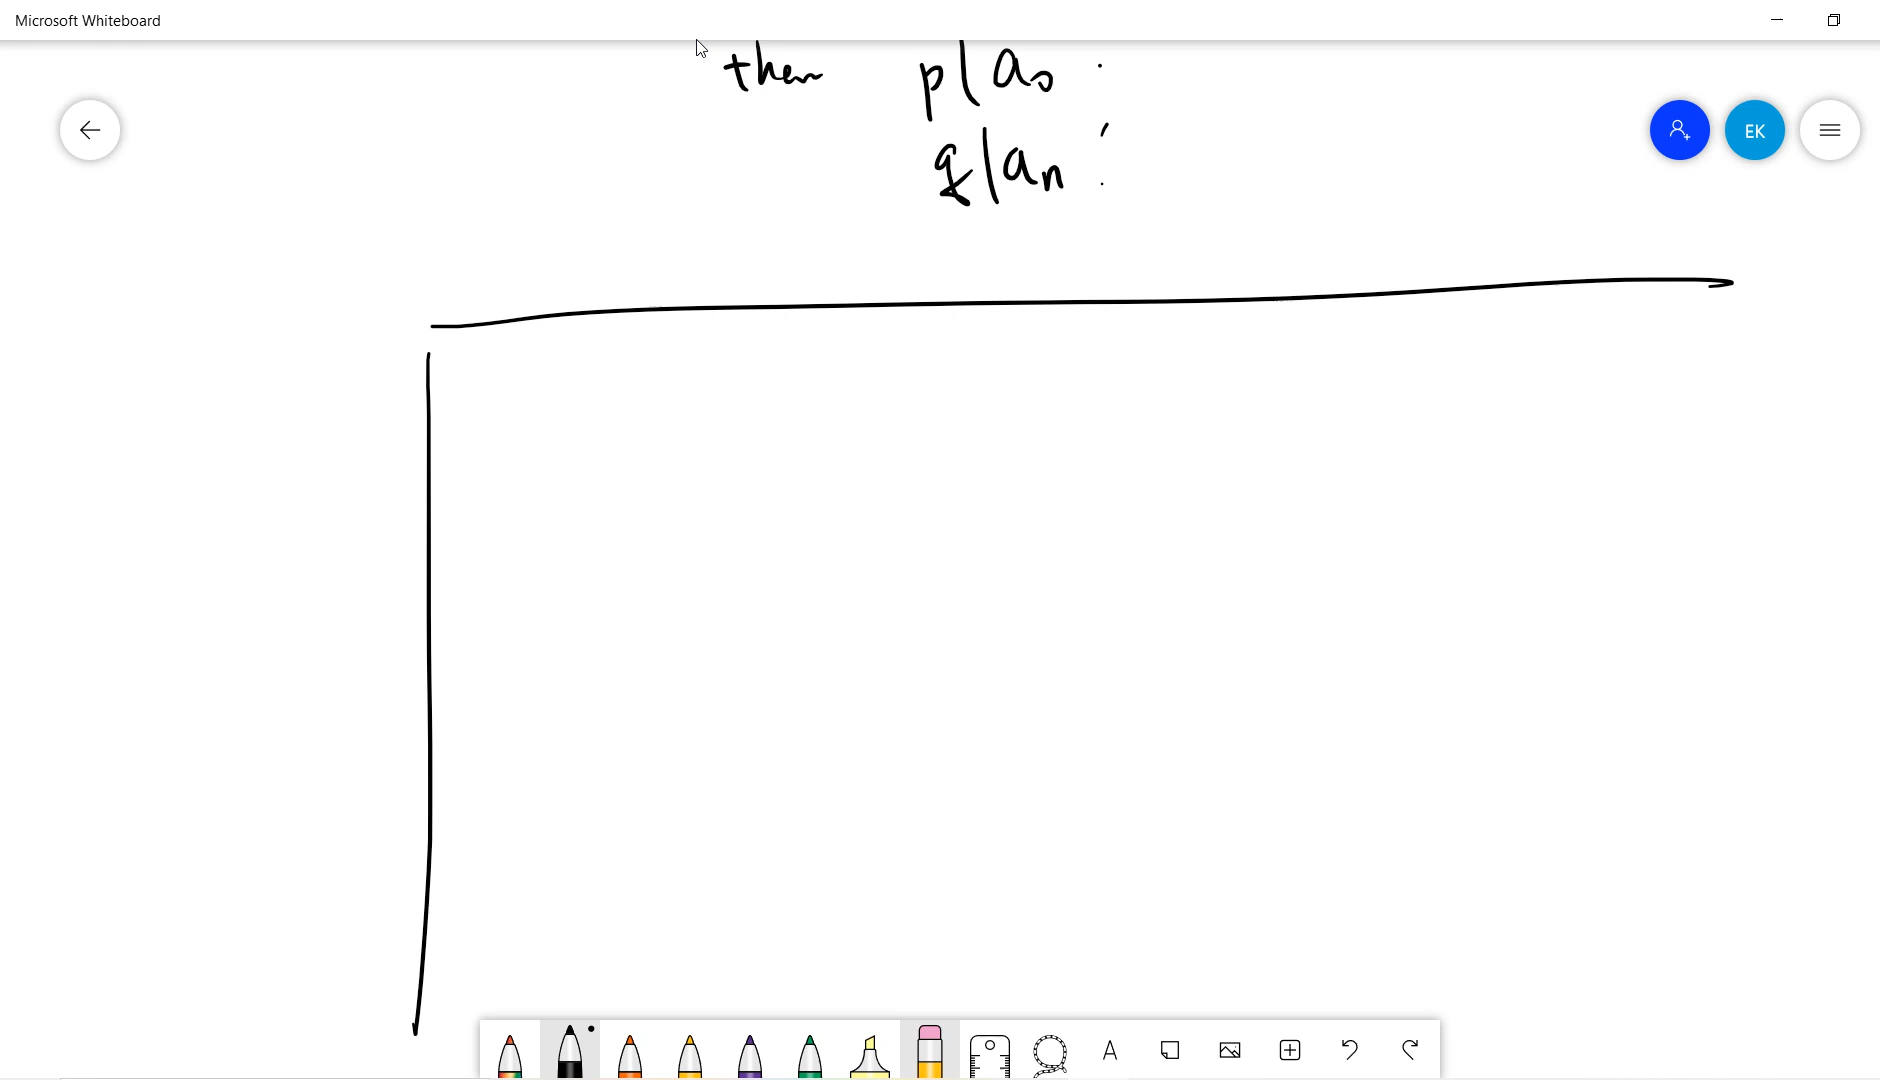 Microsoft Whiteboard
then p | a₀ .
EK
q | aₙ :
A